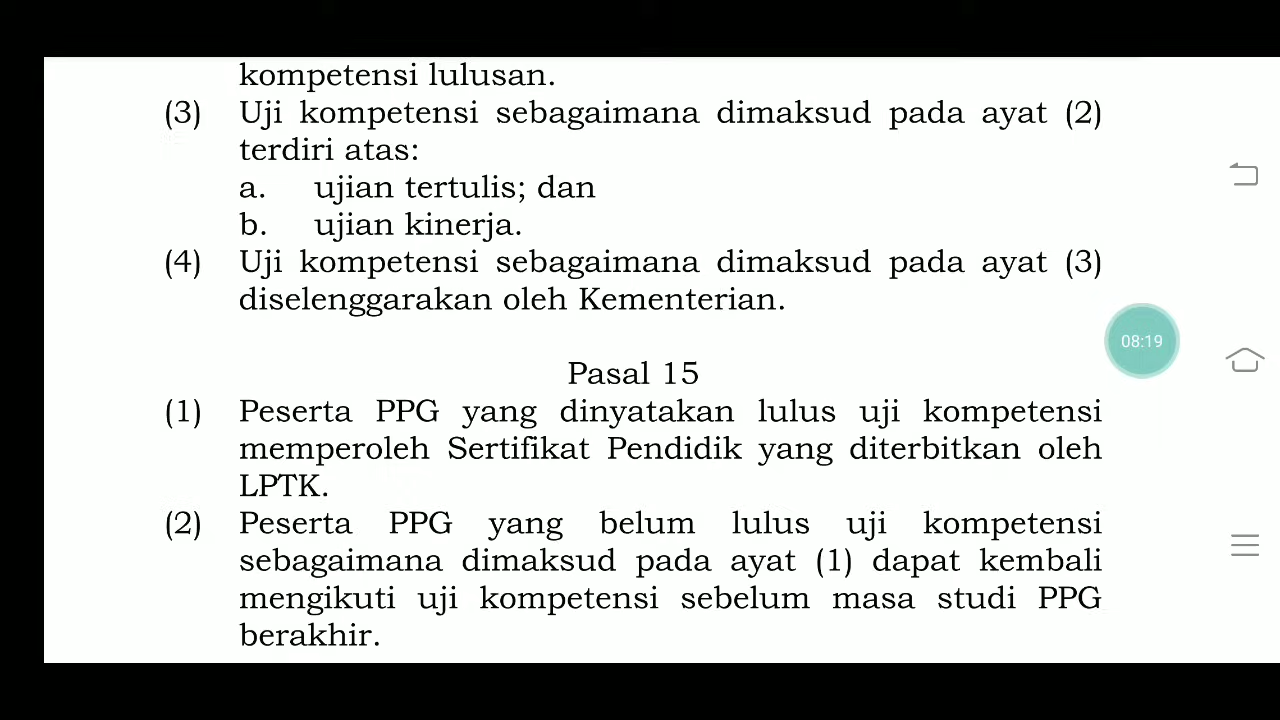 kompetensi lulusan.
(3) Uji kompetensi sebagaimana dimaksud pada ayat (2)
terdiri atas:
a. ujian tertulis; dan
b. ujian kinerja.
(4) Uji kompetensi sebagaimana dimaksud pada ayat (3)
diselenggarakan oleh Kementerian.
08:19
Pasal 15
(1) Peserta PPG yang dinyatakan lulus uji kompetensi
memperoleh Sertifikat Pendidik yang diterbitkan oleh
LPTK.
(2) Peserta PPG yang belum lulus uji kompetensi
sebagaimana dimaksud pada ayat (1) dapat kembali
mengikuti uji kompetensi sebelum masa studi PPG
berakhir.